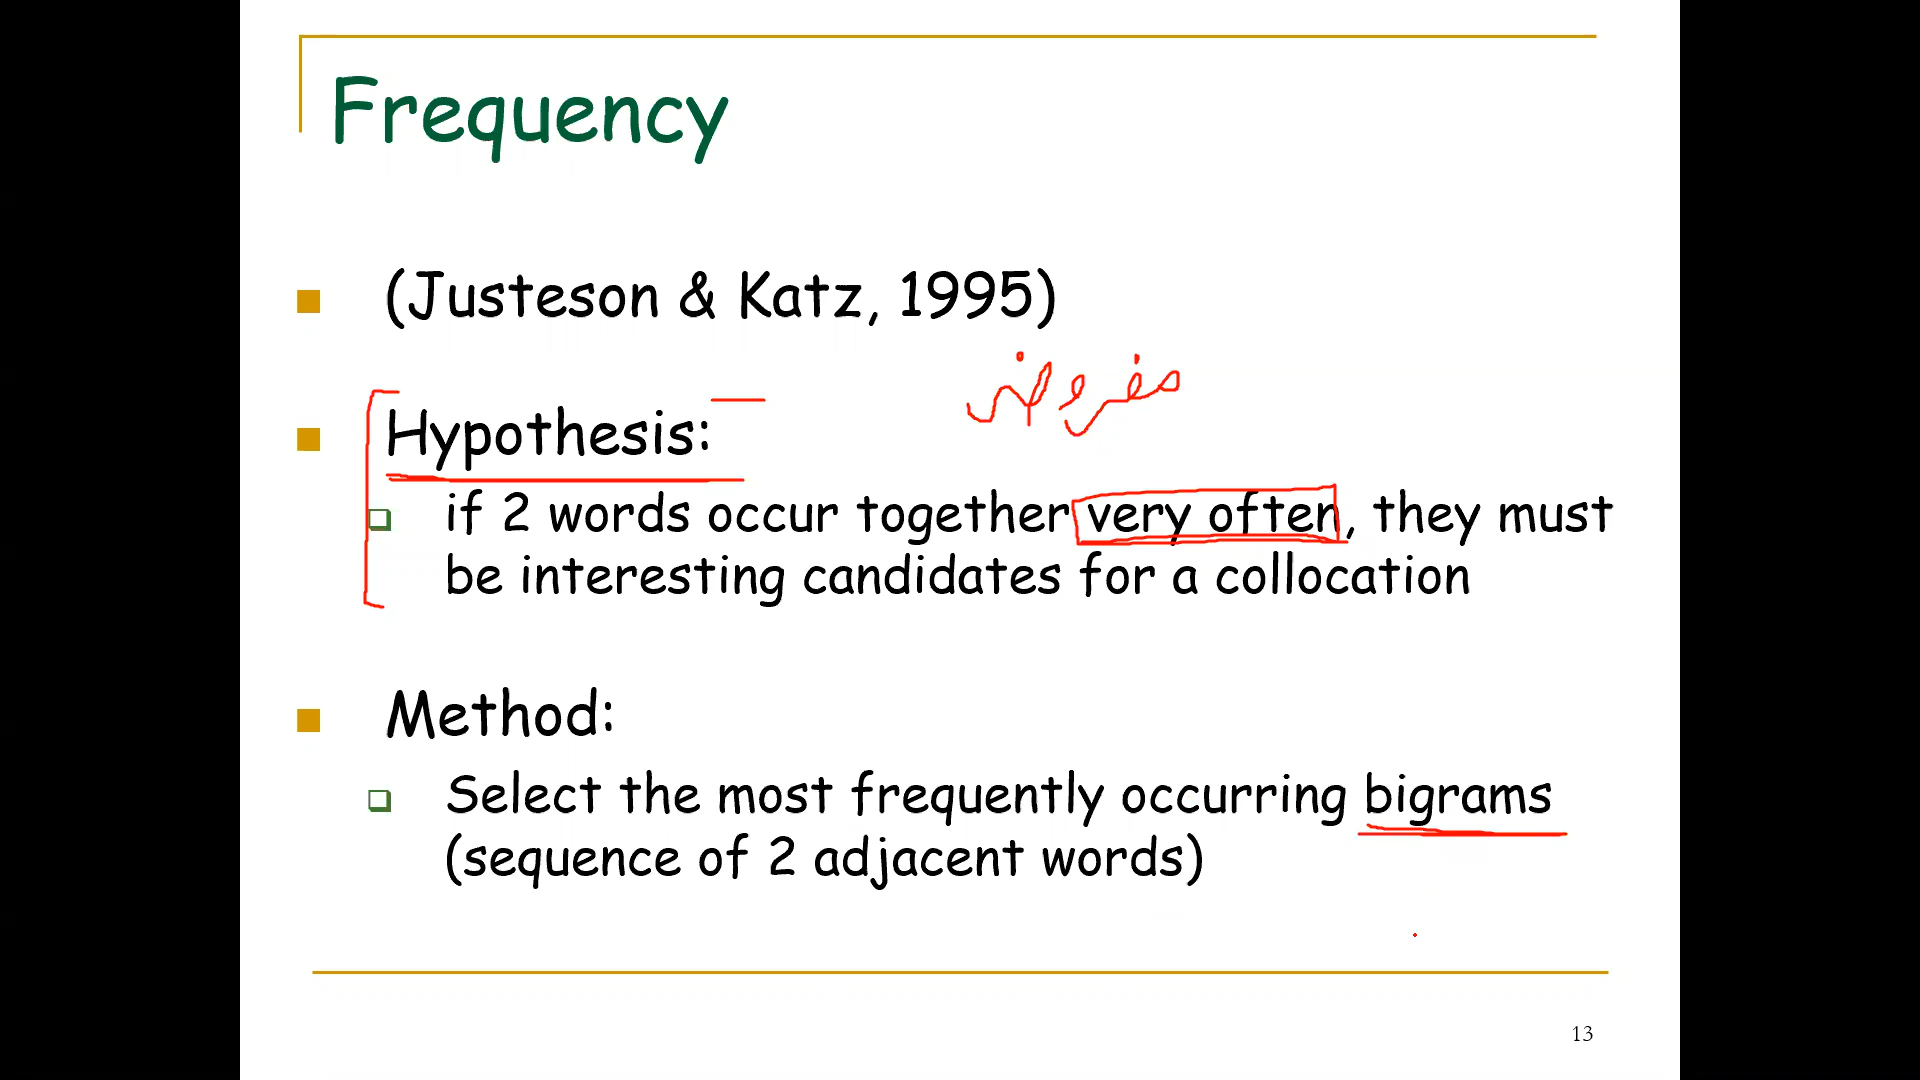 Frequency
(Justeson & Katz, 1995)
Hypothesis:
if 2 words occur together very often, they must
be interesting candidates for a collocation
Method:
Select the most frequently occurring bigrams
(sequence of 2 adjacent words)
13